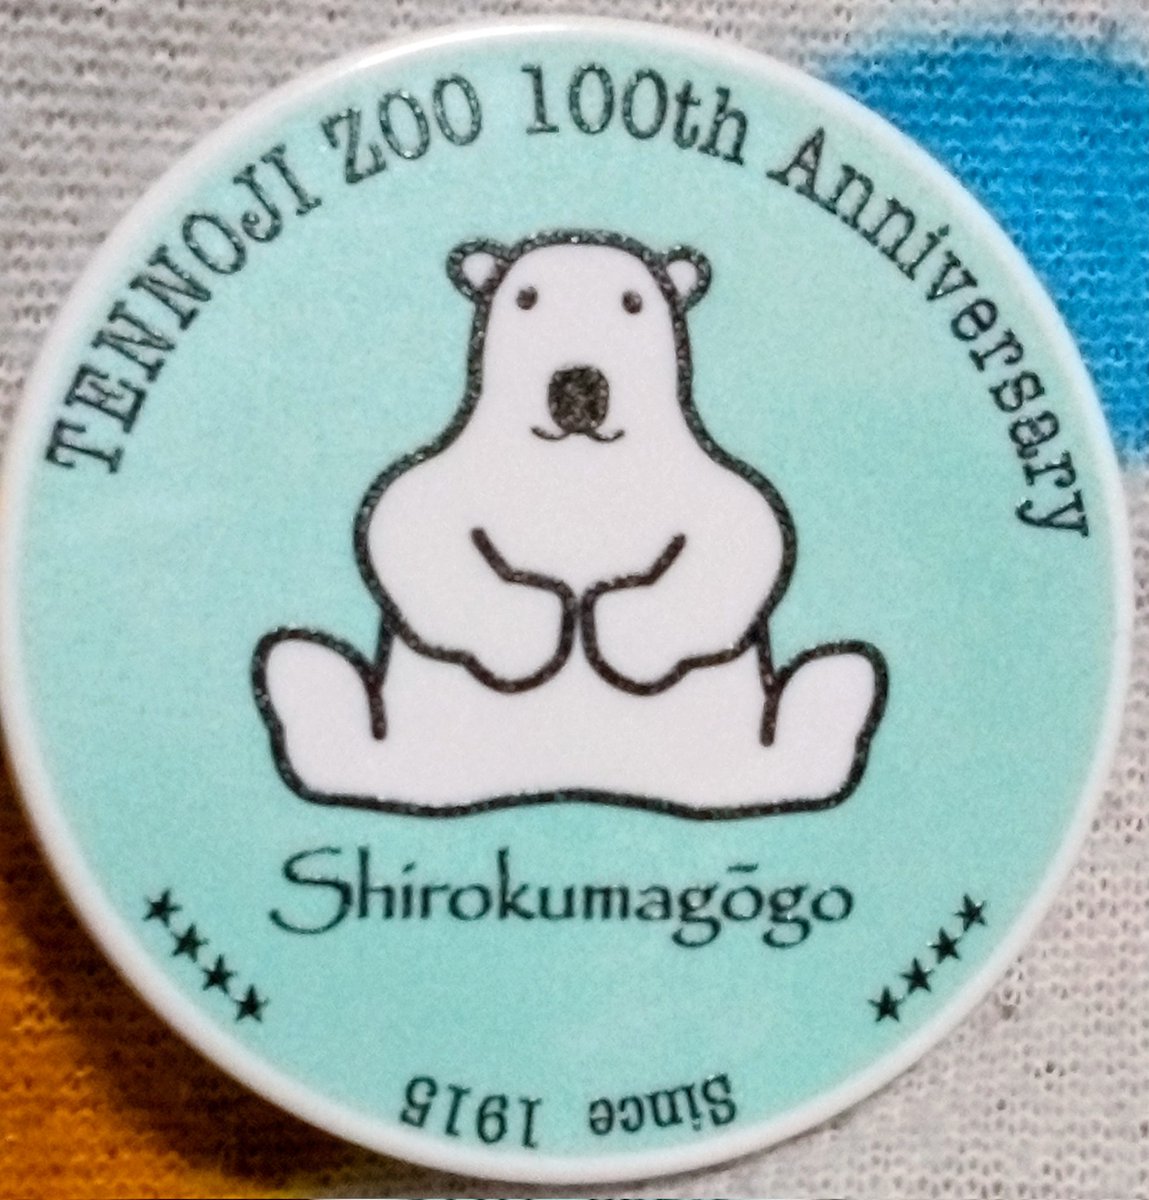 TENNOJI ZOO 100th Anniversary
Shirokumagōgo
Since 1915